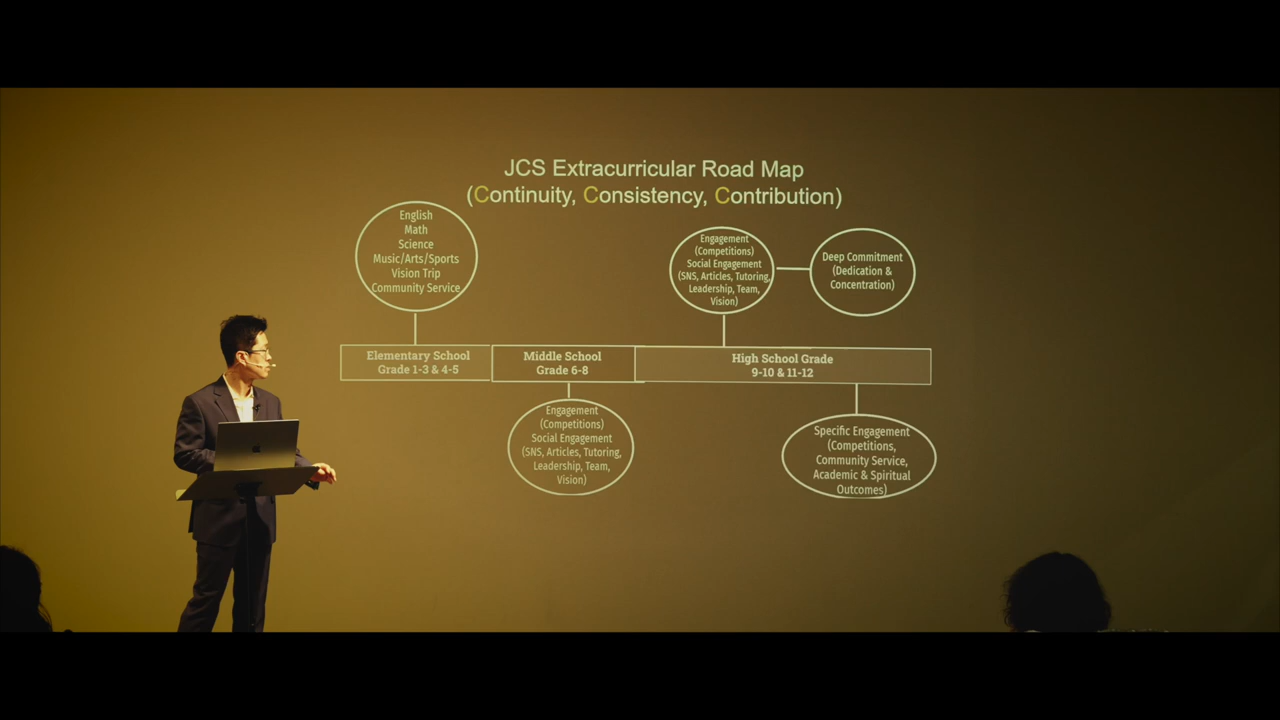 JCS Extracurricular Road Map
(Continuity, Consistency, Contribution)
English
Math
Science
Music/Arts/Sports
Vision Trip
Community Service
Engagement
(Competitions)
Social Engagement
(SNS, Articles, Tutoring,
Leadership, Team,
Vision)
Deep Commitment
(Dedication &
Concentration)
Elementary School
Grade 1-3 & 4-5
Middle School
Grade 6-8
High School Grade
9-10 & 11-12
Engagement
(Competitions)
Social Engagement
(SNS, Articles, Tutoring,
Leadership, Team,
Vision)
Specific Engagement
(Competitions,
Community Service,
Academic & Spiritual
Outcomes)